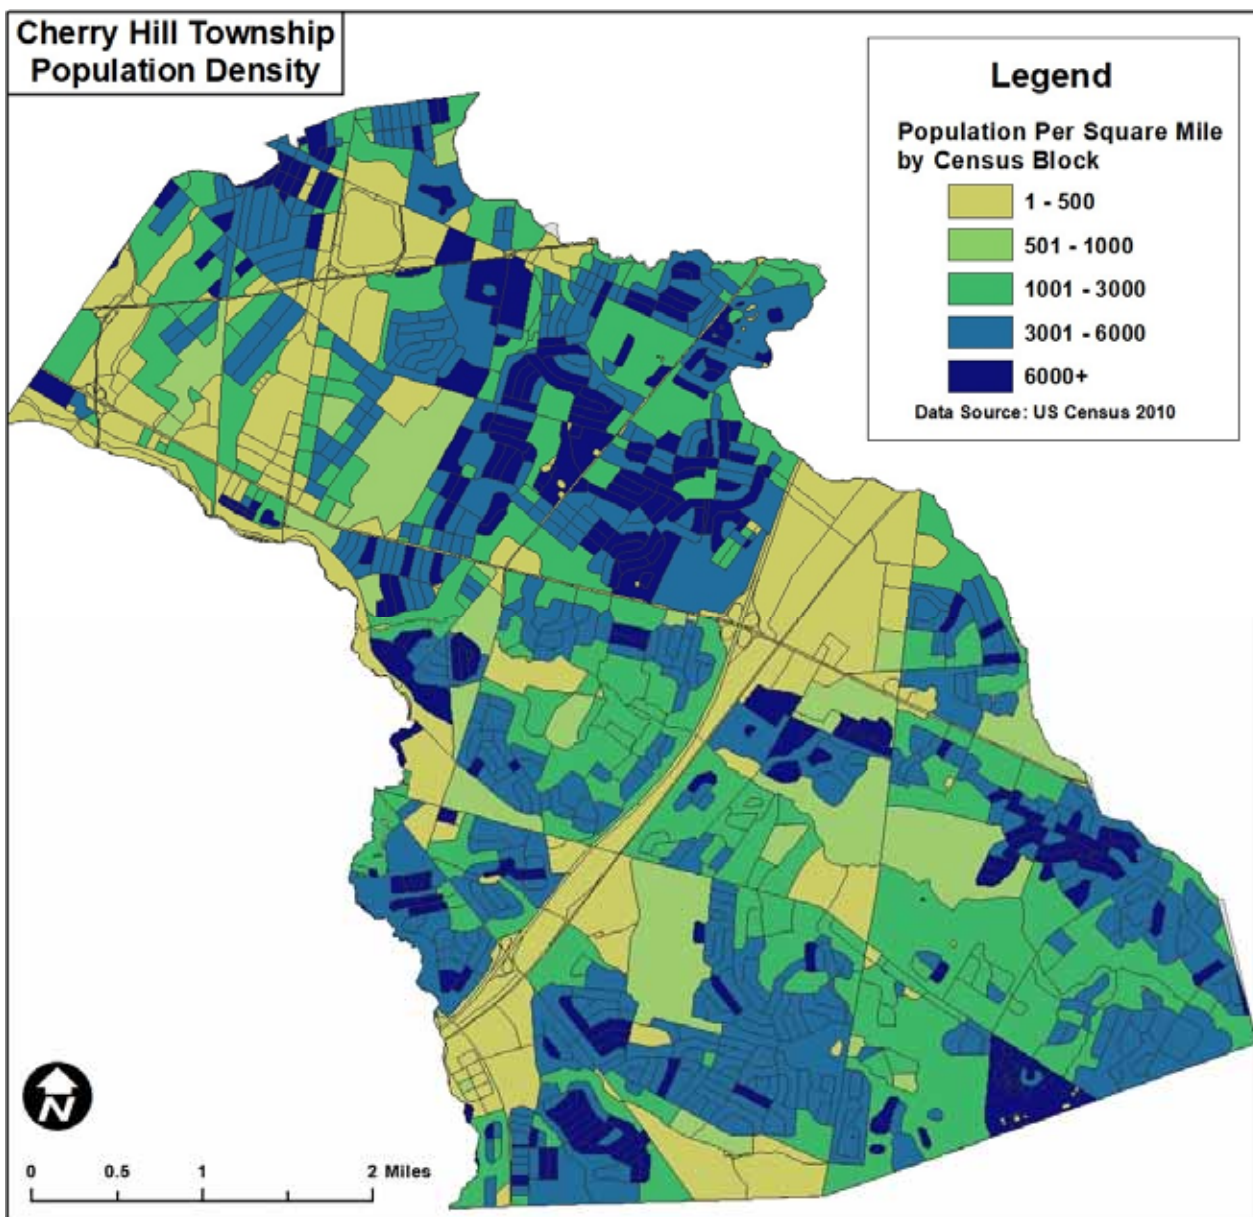 Cherry Hill Township
Population Density
Legend
Population Per Square Mile
by Census Block
1 - 500
501 - 1000
1001 - 3000
3001 - 6000
6000+
Data Source: US Census 2010
N
0 0.5 1 2 Miles